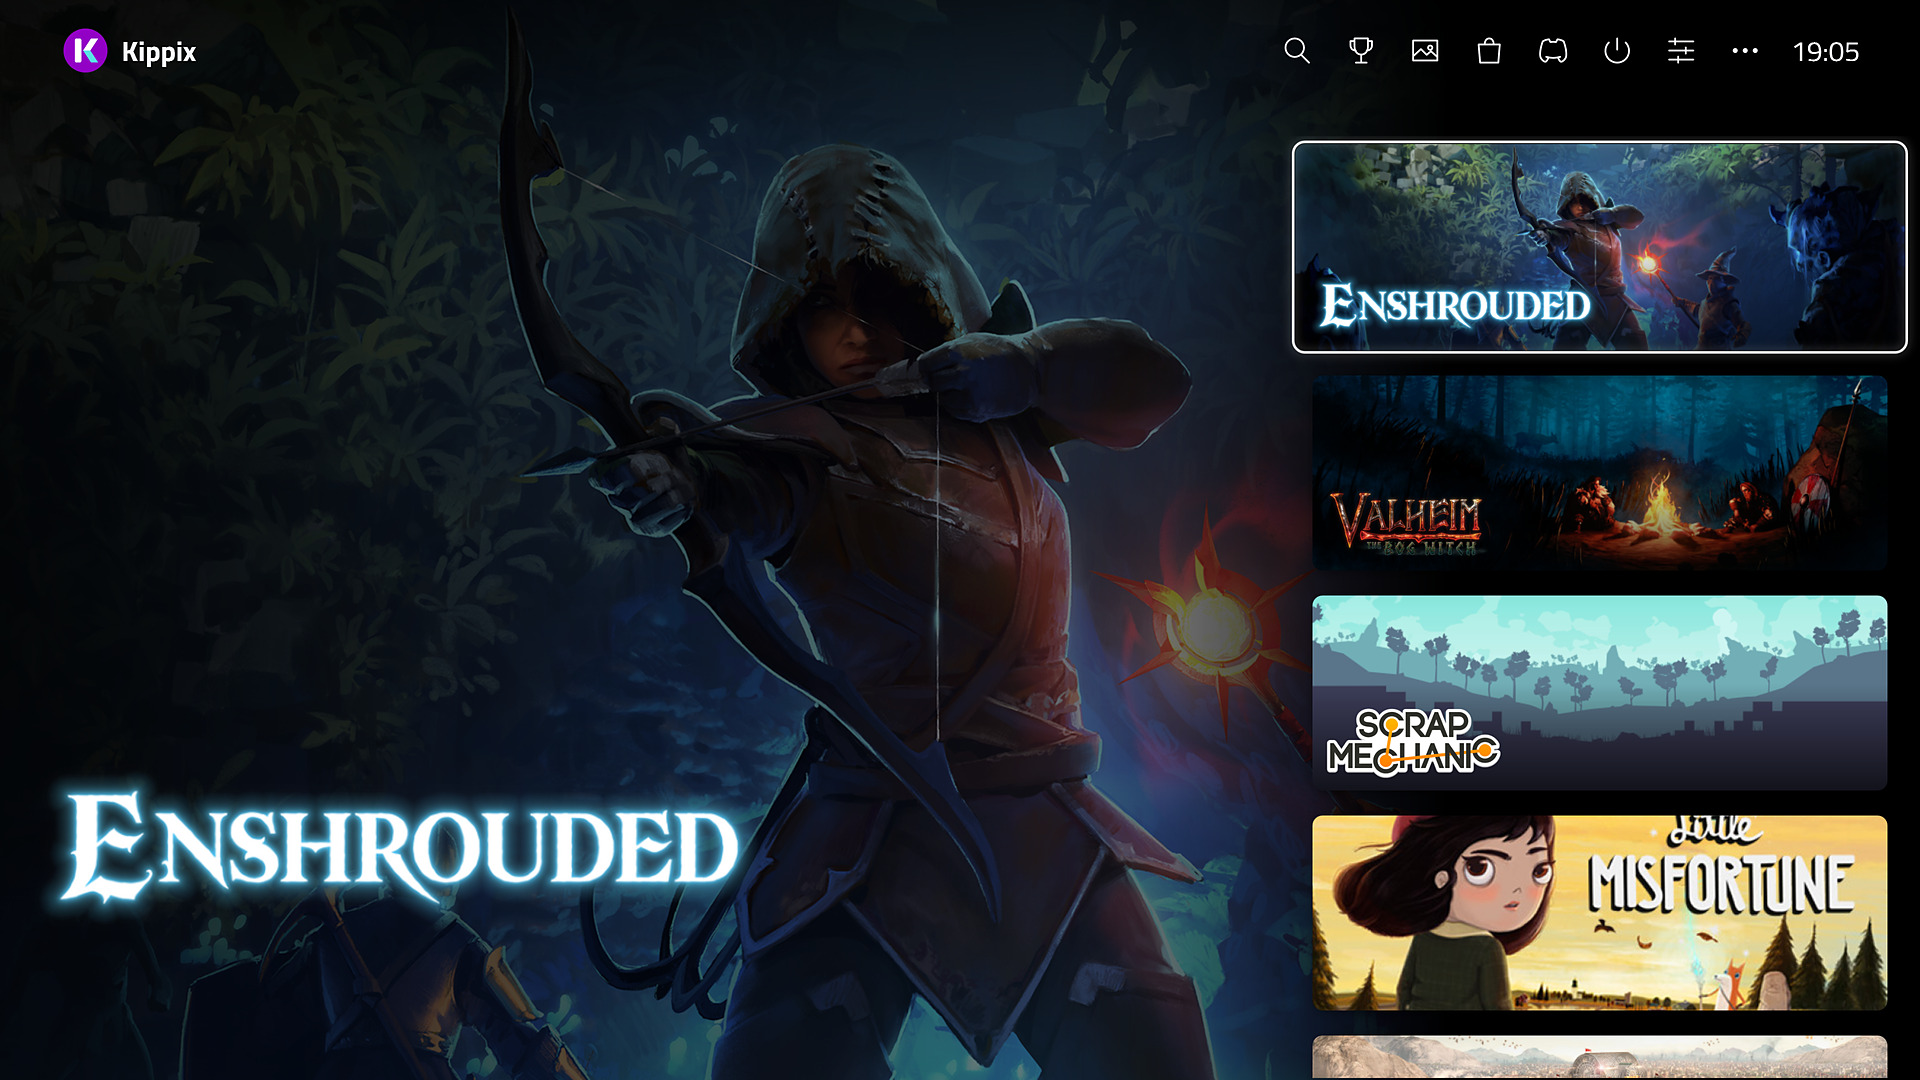 Kippix
19:05
ENSHROUDED
ENSHROUDED
VALHEIM
THE BOG WITCH
SCRAP
MECHANIC
Little
MISFORTUNE